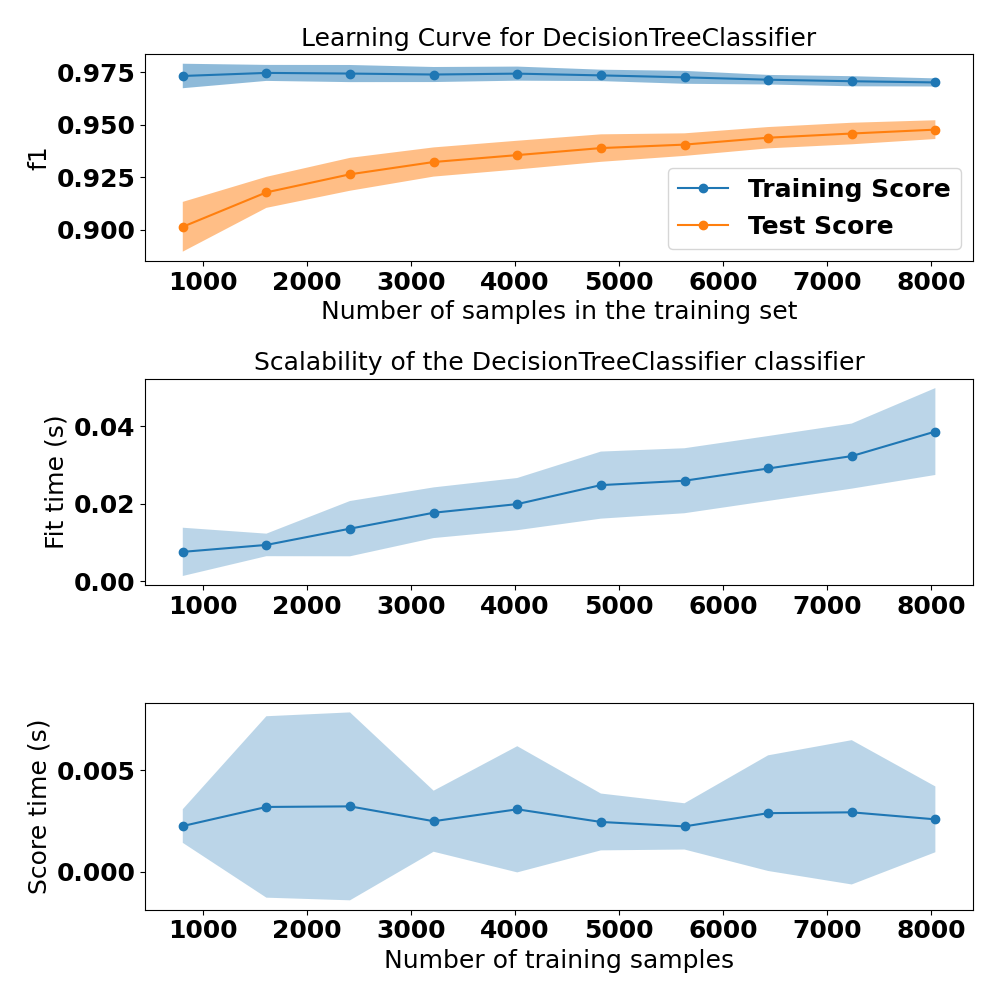 Learning Curve for DecisionTreeClassifier
0.975
0.950
0.925
0.900
f1
Training Score
Test Score
1000 2000 3000 4000 5000 6000 7000 8000
Number of samples in the training set
Scalability of the DecisionTreeClassifier classifier
0.04
0.02
0.00
Fit time (s)
1000 2000 3000 4000 5000 6000 7000 8000
0.005
0.000
Score time (s)
1000 2000 3000 4000 5000 6000 7000 8000
Number of training samples